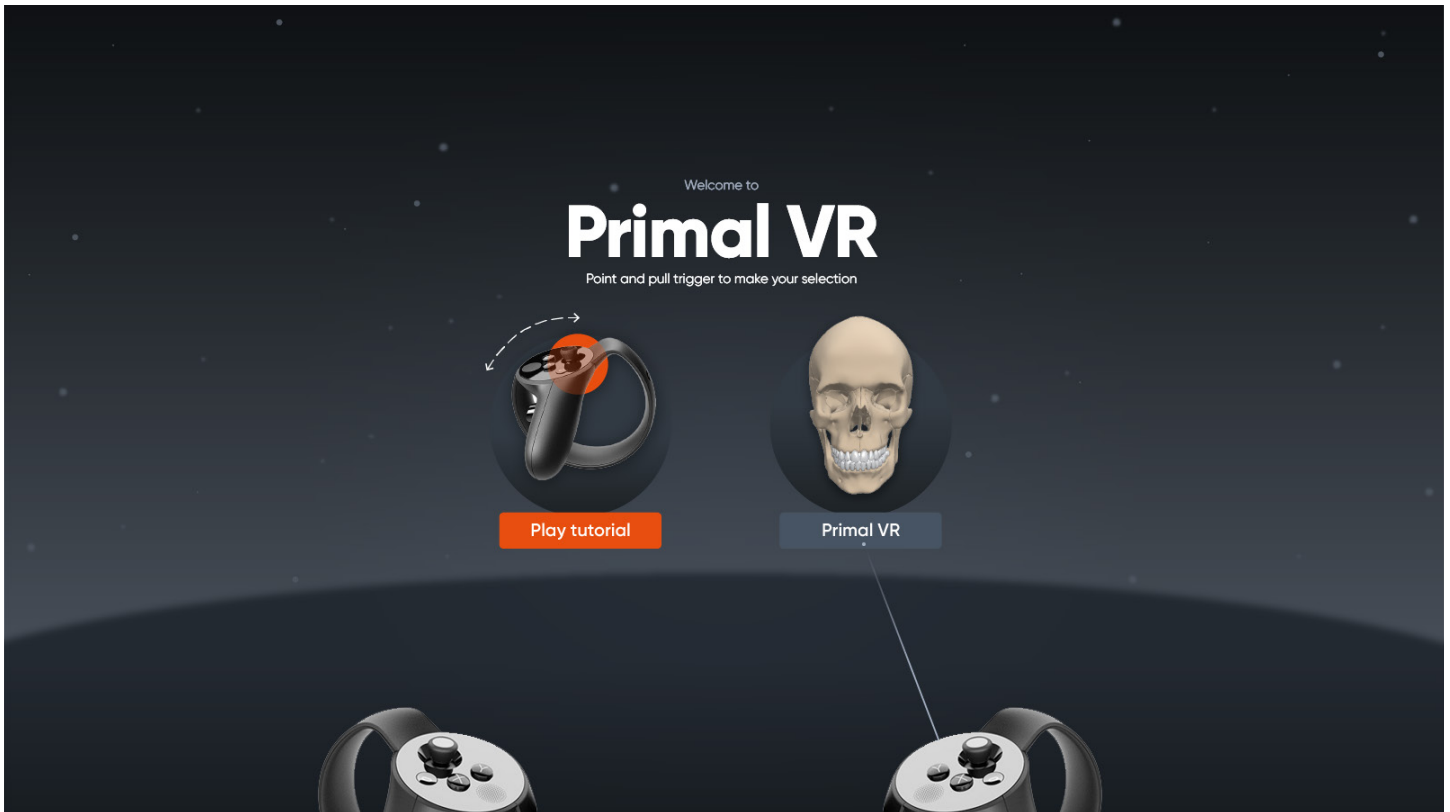 Welcome to
Primal VR
Point and pull trigger to make your selection
Play tutorial
Primal VR